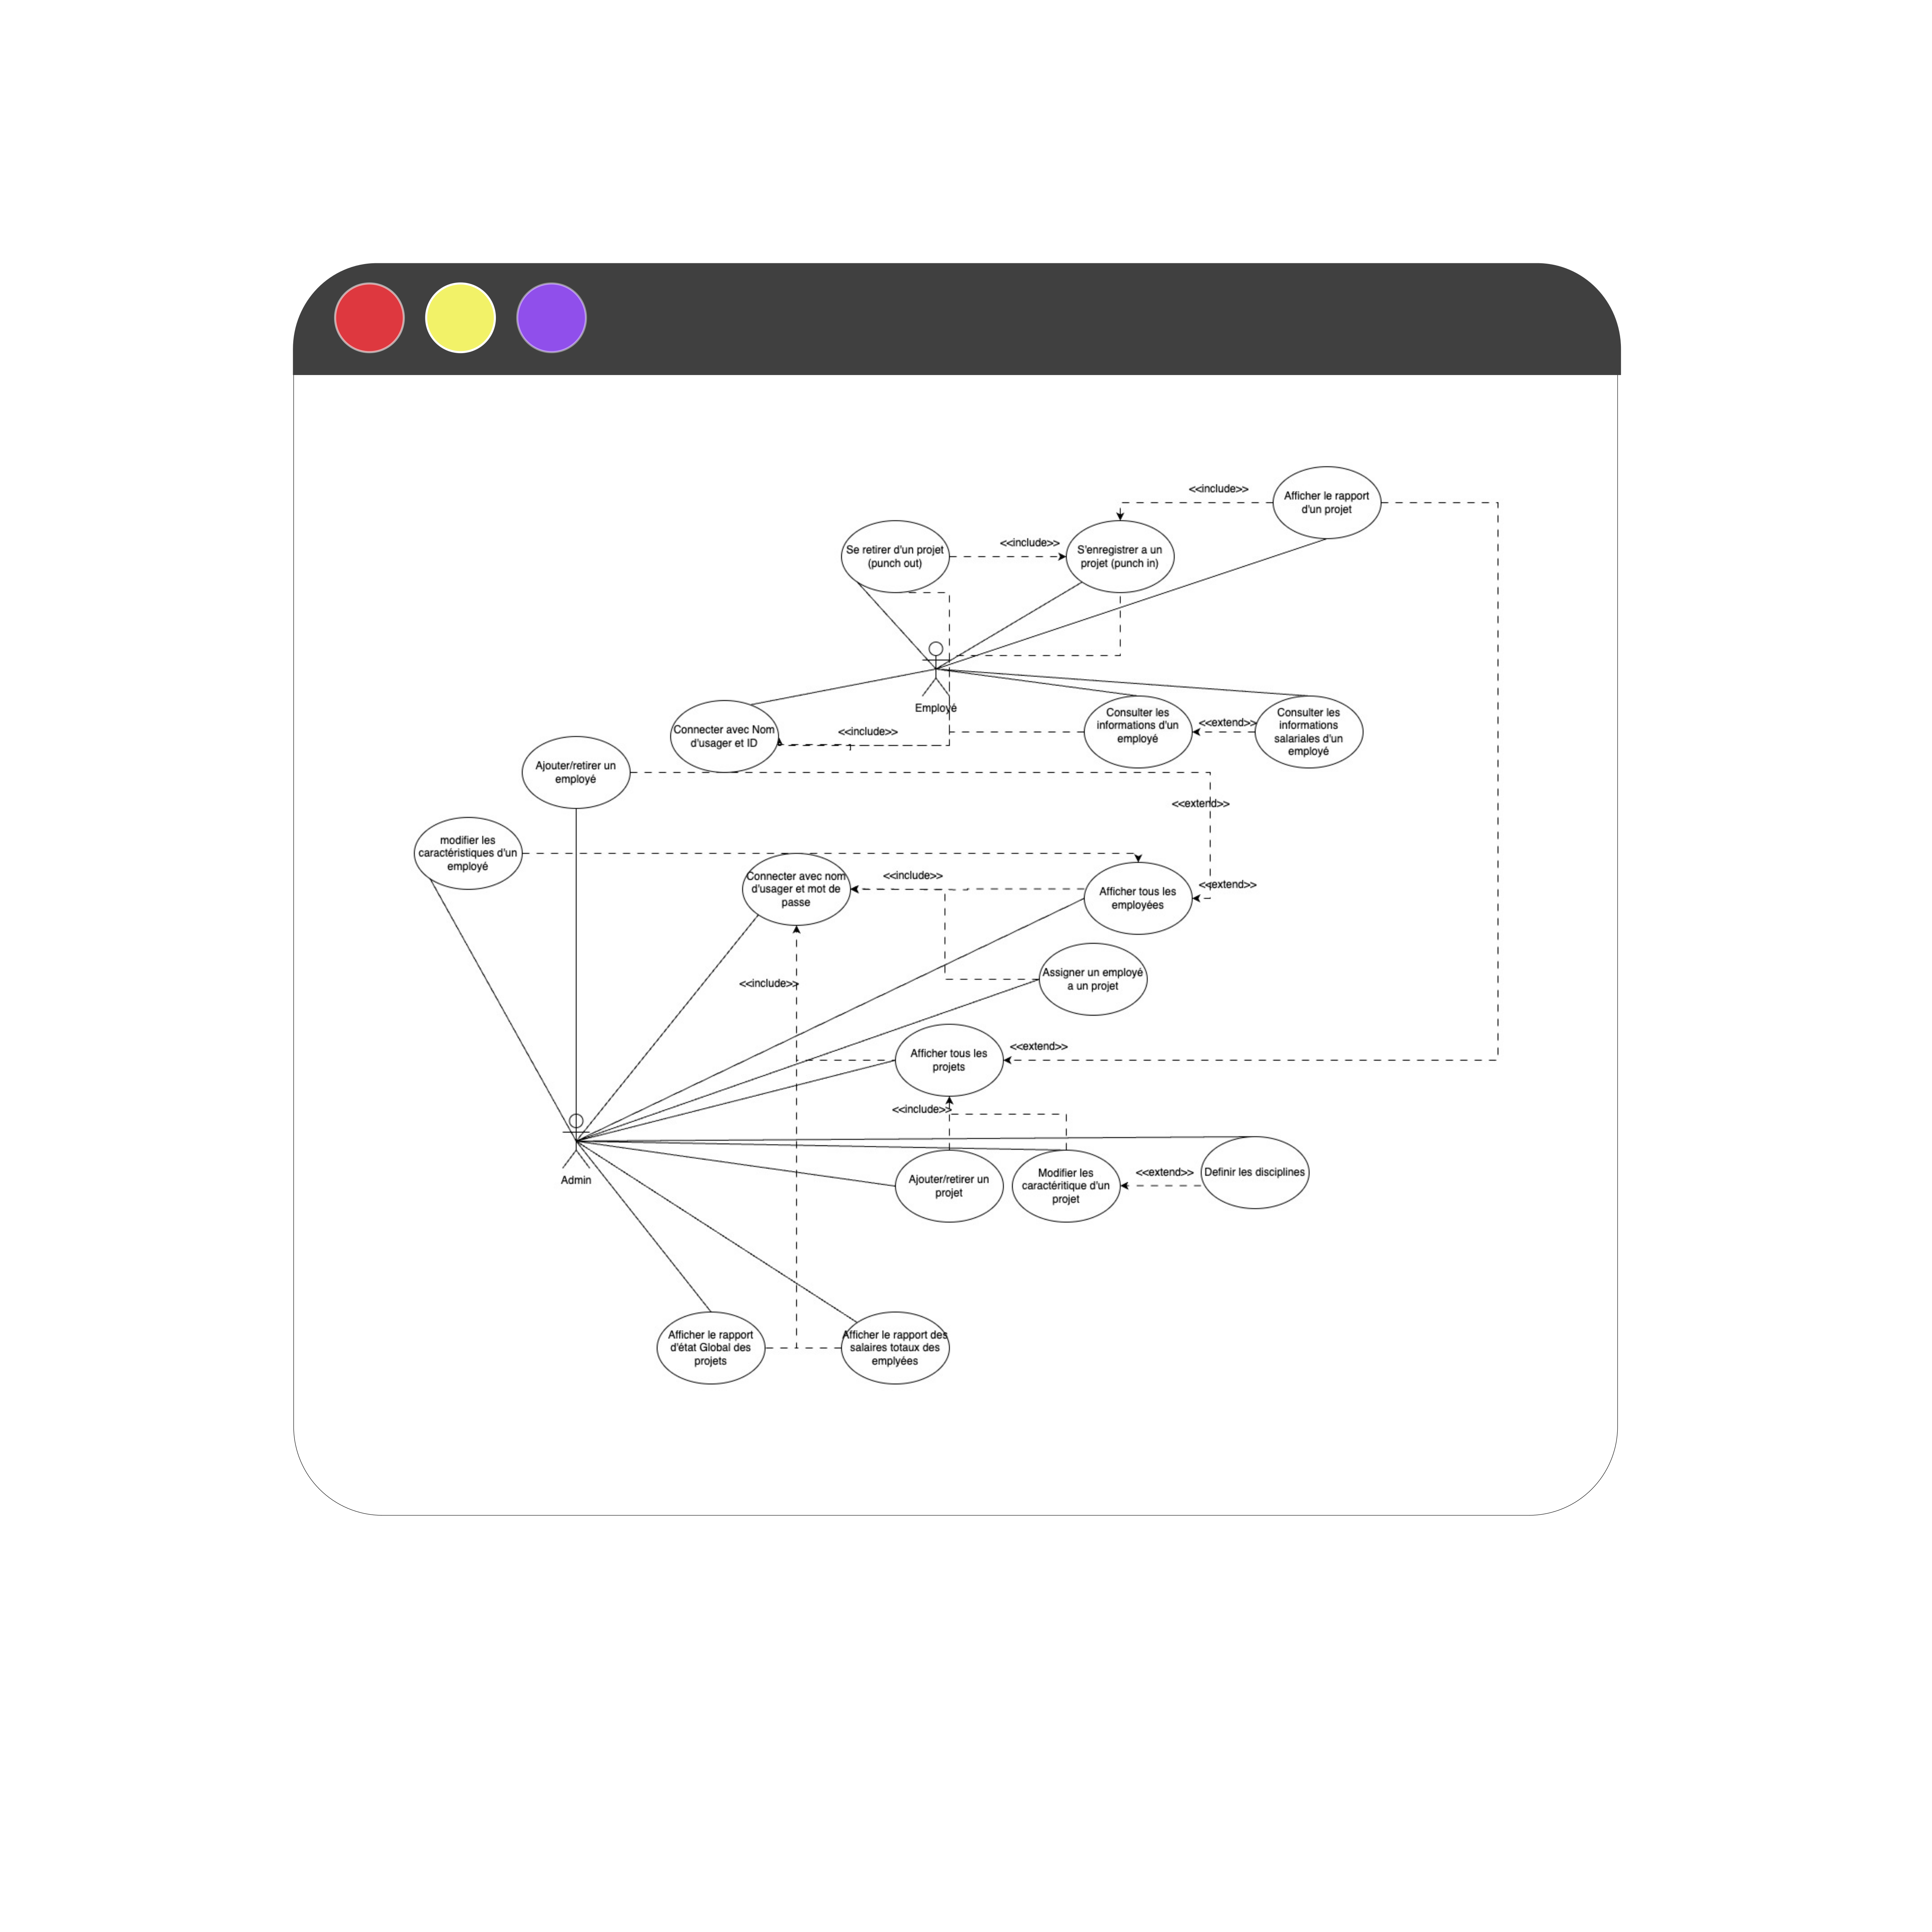 <<include>>
Afficher le rapport
d'un projet
<<include>>
Se retirer d'un projet
(punch out)
S'enregistrer a un
projet (punch in)
Employé
Connecter avec Nom
d'usager et ID
<<include>>
Consulter les
informations d'un
employé
<<extend>>
Consulter les
informations
salariales d'un
employé
Ajouter/retirer un
employé
<<extend>>
modifier les
caractéristiques d'un
employé
Connecter avec nom
d'usager et mot de
passe
<<include>>
Afficher tous les
employées
<<extend>>
Assigner un employé
a un projet
<<include>>
Afficher tous les
projets
<<extend>>
<<include>>
Admin
Ajouter/retirer un
projet
Modifier les
caractéritique d'un
projet
<<extend>>
Definir les disciplines
Afficher le rapport
d'état Global des
projets
Afficher le rapport des
salaires totaux des
emplyées